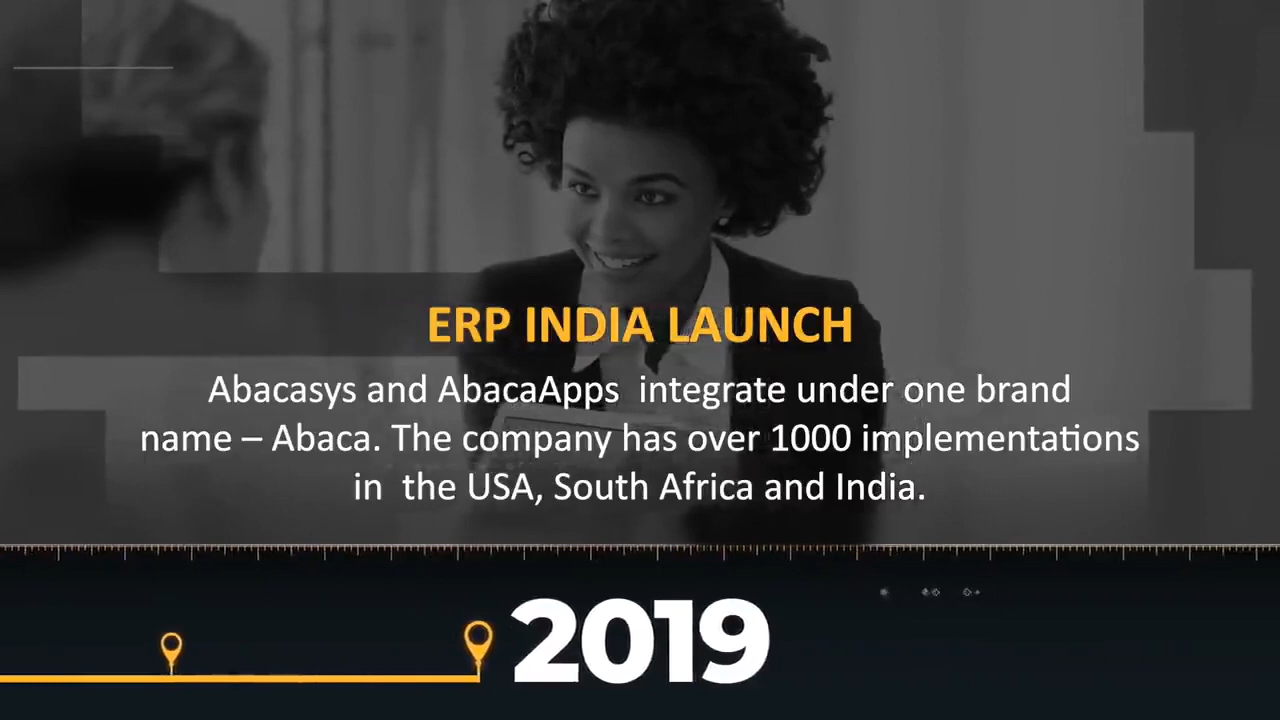 ERP INDIA LAUNCH
Abacasys and AbacaApps integrate under one brand
name – Abaca. The company has over 1000 implementations
in the USA, South Africa and India.
2019